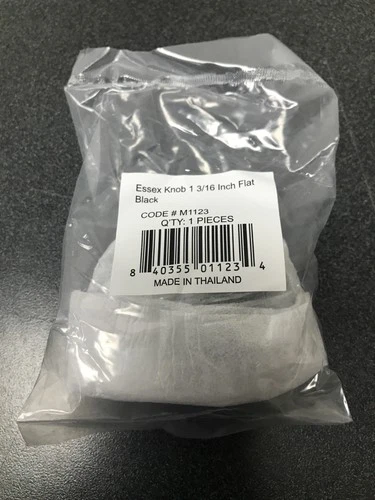 Essex Knob 1 3/16 Inch Flat
Black
CODE # M1123
Q'TY: 1 PIECES
8 40355 01123 4
MADE IN THAILAND